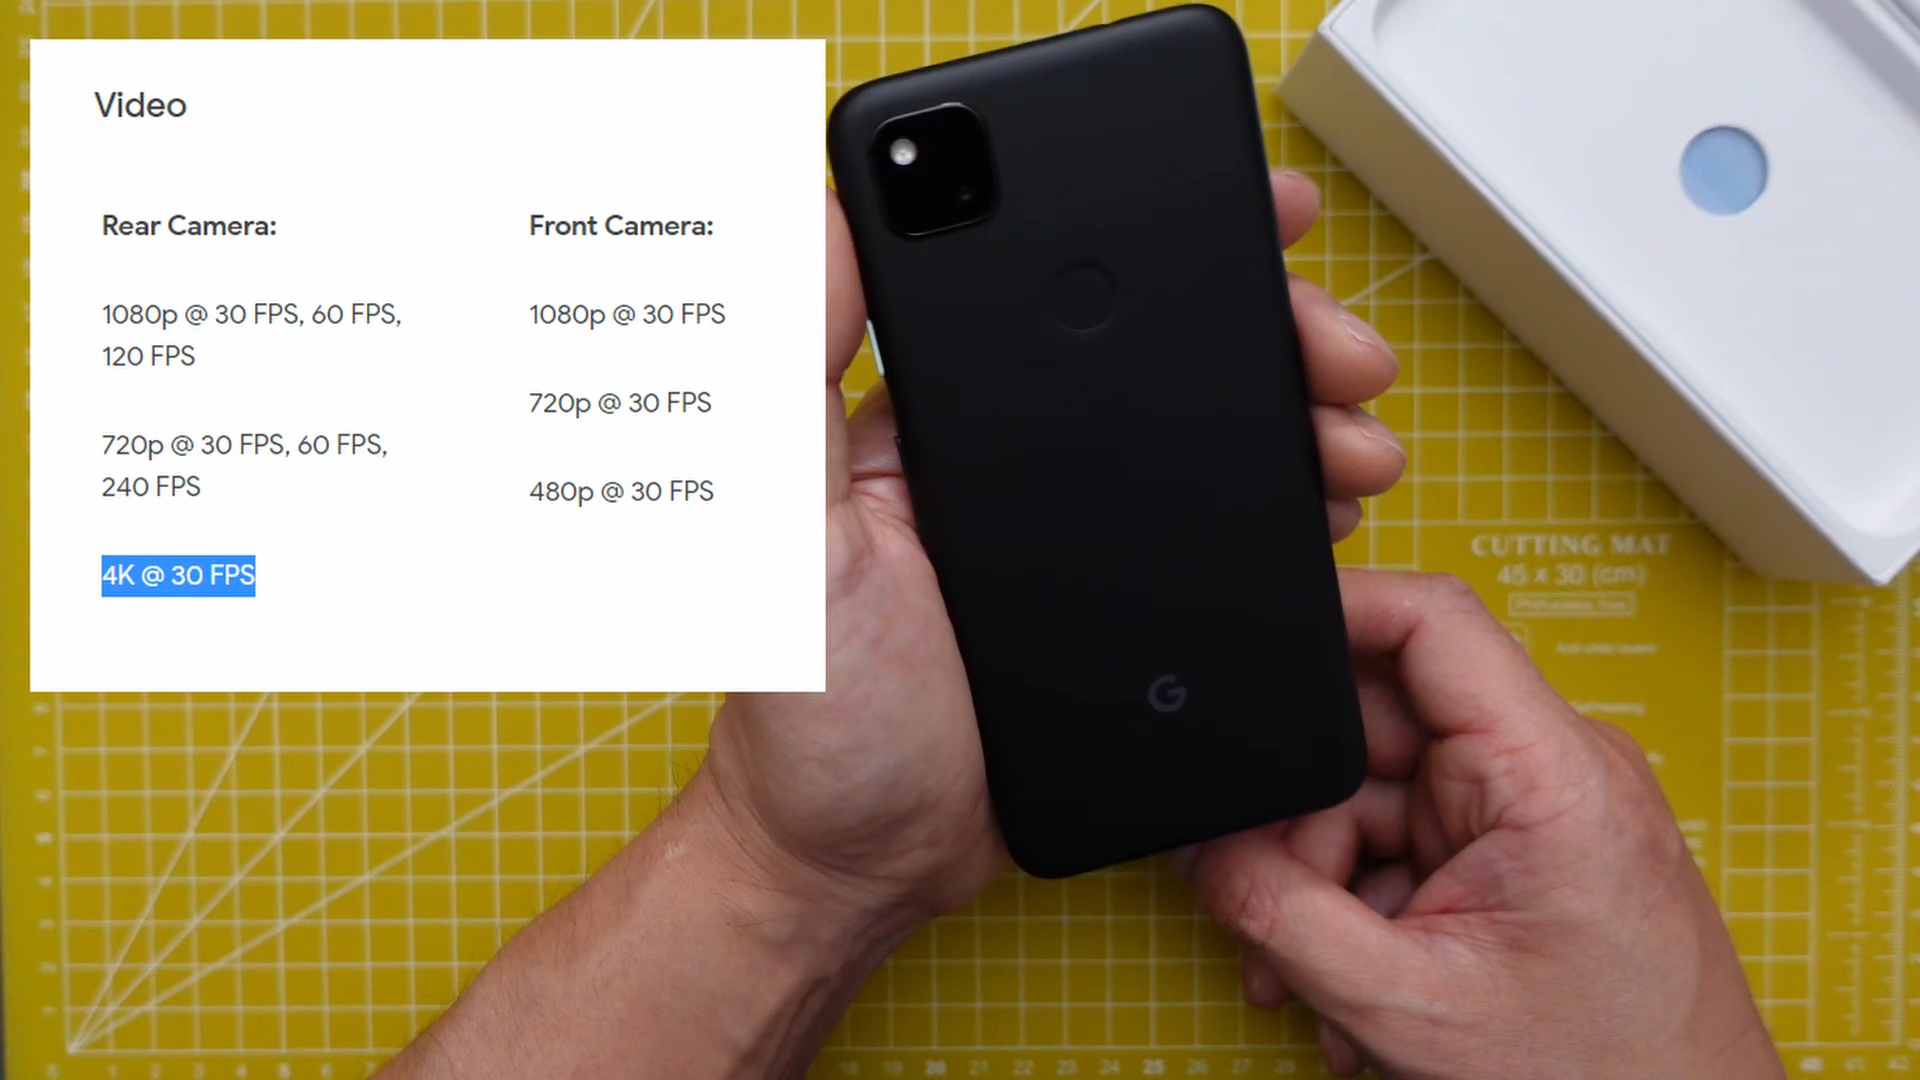 Video
Rear Camera:
1080p @ 30 FPS, 60 FPS,
120 FPS
720p @ 30 FPS, 60 FPS,
240 FPS
4K @ 30 FPS
Front Camera:
1080p @ 30 FPS
720p @ 30 FPS
480p @ 30 FPS
G
CUTTING MAT
45 x 30 (cm)